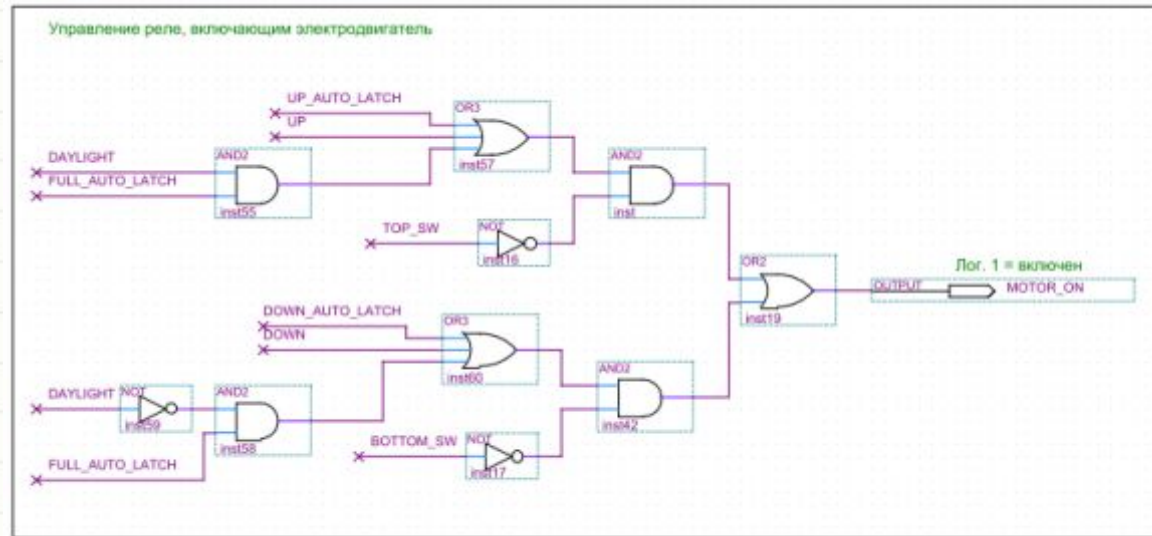 Управление реле, включающим электродвигатель
UP_AUTO_LATCH
OR3
UP
DAYLIGHT
AND2
inst57
AND2
FULL_AUTO_LATCH
inst55
inst
TOP_SW
NOT
inst16
OR2
Лог. 1 = включен
OUTPUT
MOTOR_ON
inst19
DOWN_AUTO_LATCH
OR3
DOWN
inst60
AND2
DAYLIGHT
NOT
AND2
inst59
inst42
BOTTOM_SW
NOT
inst58
FULL_AUTO_LATCH
inst17